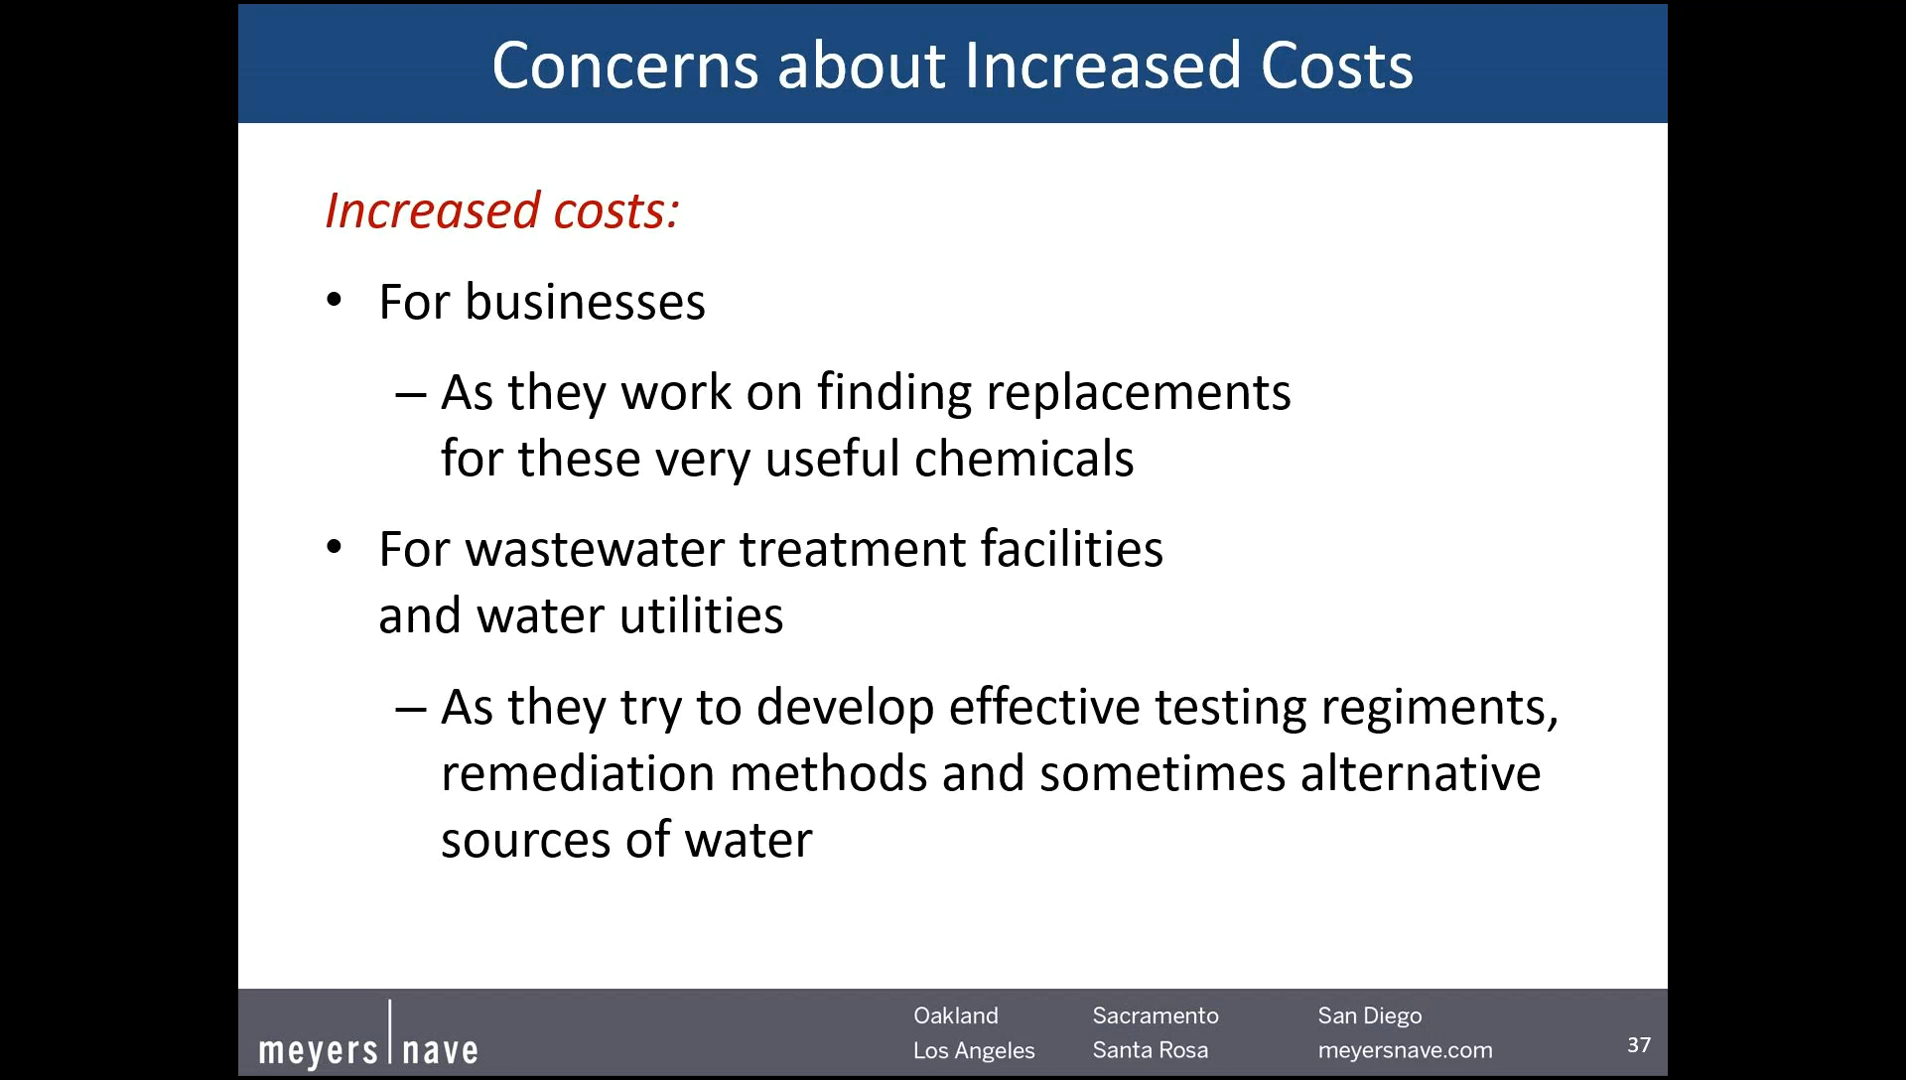 Concerns about Increased Costs
Increased costs:
• For businesses
– As they work on finding replacements
for these very useful chemicals
• For wastewater treatment facilities
and water utilities
– As they try to develop effective testing regiments,
remediation methods and sometimes alternative
sources of water
meyers nave
Oakland Sacramento San Diego
Los Angeles Santa Rosa meyersnave.com
37